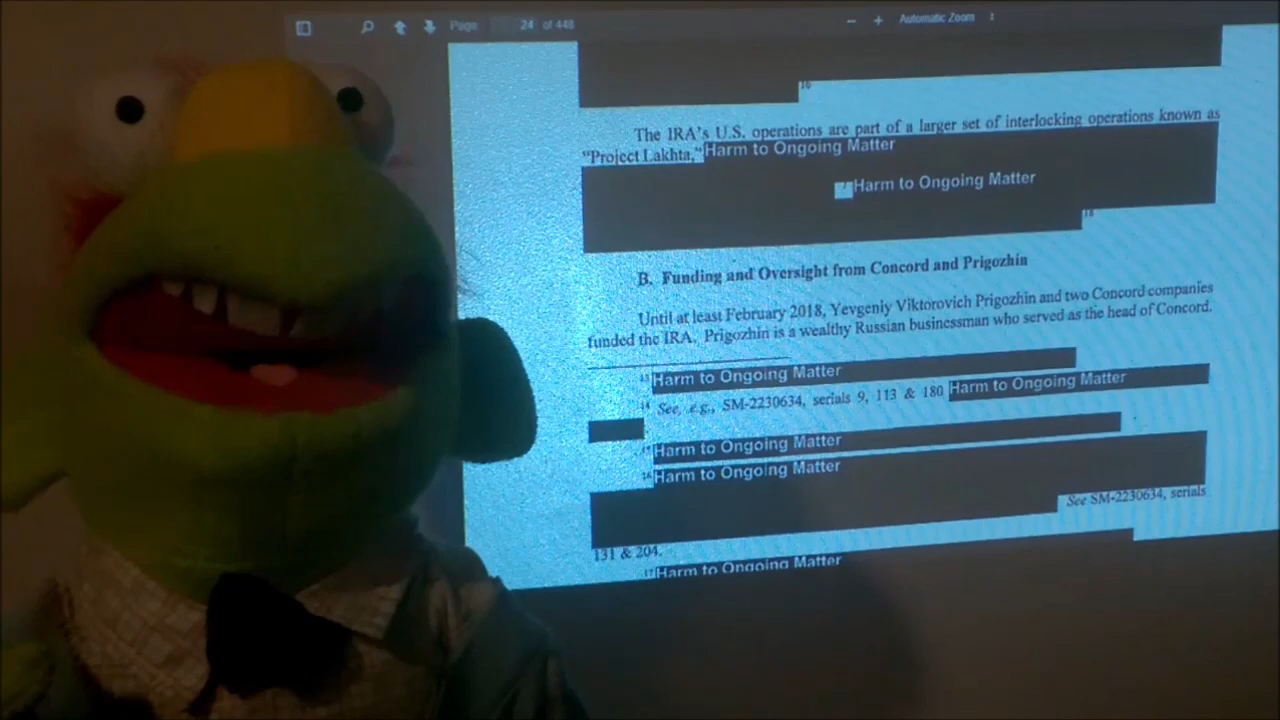 Page 24 of 448 Automatic Zoom
16
The IRA's U.S. operations are part of a larger set of interlocking operations known as
"Project Lakhta," Harm to Ongoing Matter
Harm to Ongoing Matter
18
B. Funding and Oversight from Concord and Prigozhin
Until at least February 2018, Yevgeniy Viktorovich Prigozhin and two Concord companies
funded the IRA. Prigozhin is a wealthy Russian businessman who served as the head of Concord.
Harm to Ongoing Matter
14 See, e.g., SM-2230634, serials 9, 113 & 180 Harm to Ongoing Matter
Harm to Ongoing Matter
16 Harm to Ongoing Matter
See SM-2230634, serials
131 & 204.
17 Harm to Ongoing Matter